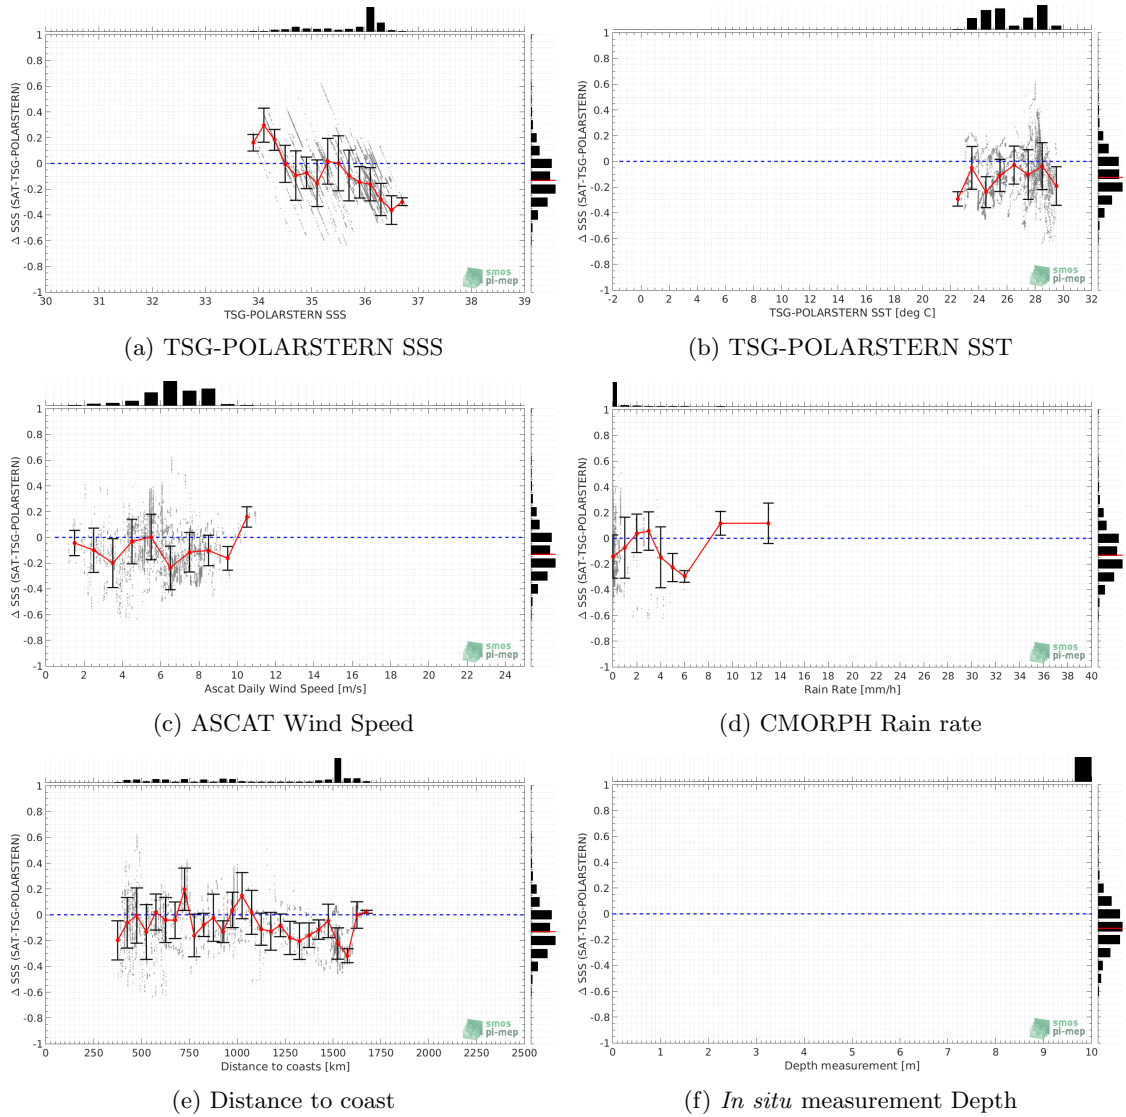 1
0.8
0.6
0.4
0.2
0
-0.2
-0.4
-0.6
-0.8
-1
Δ SSS (SAT-TSG-POLARSTERN)
30 31 32 33 34 35 36 37 38 39
TSG-POLARSTERN SSS
smos
pi-mep
(a) TSG-POLARSTERN SSS
1
0.8
0.6
0.4
0.2
0
-0.2
-0.4
-0.6
-0.8
-1
Δ SSS (SAT-TSG-POLARSTERN)
-2 0 2 4 6 8 10 12 14 16 18 20 22 24 26 28 30 32
TSG-POLARSTERN SST [deg C]
smos
pi-mep
(b) TSG-POLARSTERN SST
1
0.8
0.6
0.4
0.2
0
-0.2
-0.4
-0.6
-0.8
-1
Δ SSS (SAT-TSG-POLARSTERN)
0 2 4 6 8 10 12 14 16 18 20 22 24
Ascat Daily Wind Speed [m/s]
smos
pi-mep
(c) ASCAT Wind Speed
1
0.8
0.6
0.4
0.2
0
-0.2
-0.4
-0.6
-0.8
-1
Δ SSS (SAT-TSG-POLARSTERN)
0 2 4 6 8 10 12 14 16 18 20 22 24 26 28 30 32 34 36 38 40
Rain Rate [mm/h]
smos
pi-mep
(d) CMORPH Rain rate
1
0.8
0.6
0.4
0.2
0
-0.2
-0.4
-0.6
-0.8
-1
Δ SSS (SAT-TSG-POLARSTERN)
0 250 500 750 1000 1250 1500 1750 2000 2250 2500
Distance to coasts [km]
smos
pi-mep
(e) Distance to coast
1
0.8
0.6
0.4
0.2
0
-0.2
-0.4
-0.6
-0.8
-1
Δ SSS (SAT-TSG-POLARSTERN)
0 1 2 3 4 5 6 7 8 9 10
Depth measurement [m]
smos
pi-mep
(f) In situ measurement Depth